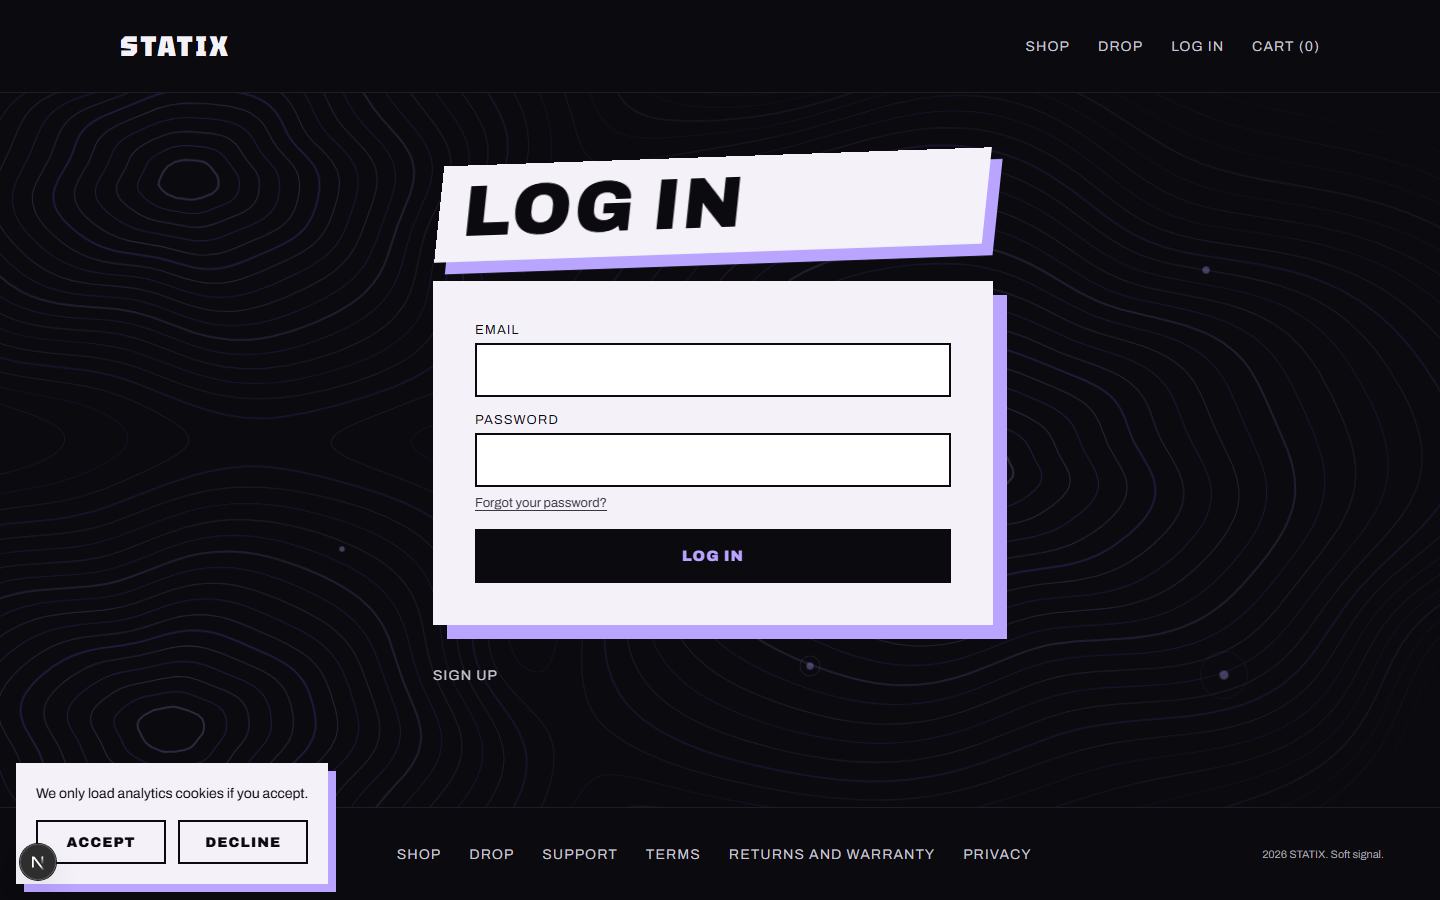 STATIX
SHOP DROP LOG IN CART (0)
LOG IN
EMAIL
PASSWORD
Forgot your password?
LOG IN
SIGN UP
We only load analytics cookies if you accept.
ACCEPT DECLINE
N
SHOP DROP SUPPORT TERMS RETURNS AND WARRANTY PRIVACY
2026 STATIX. Soft signal.